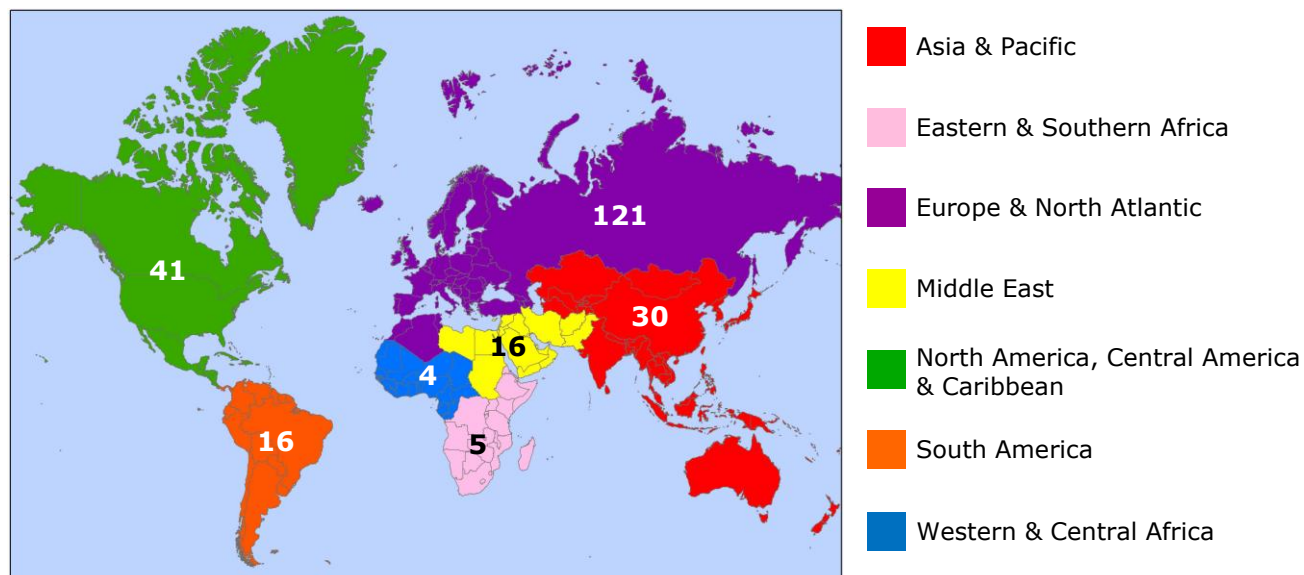 121
41
30
16
4
16
5
Asia & Pacific
Eastern & Southern Africa
Europe & North Atlantic
Middle East
North America, Central America
& Caribbean
South America
Western & Central Africa